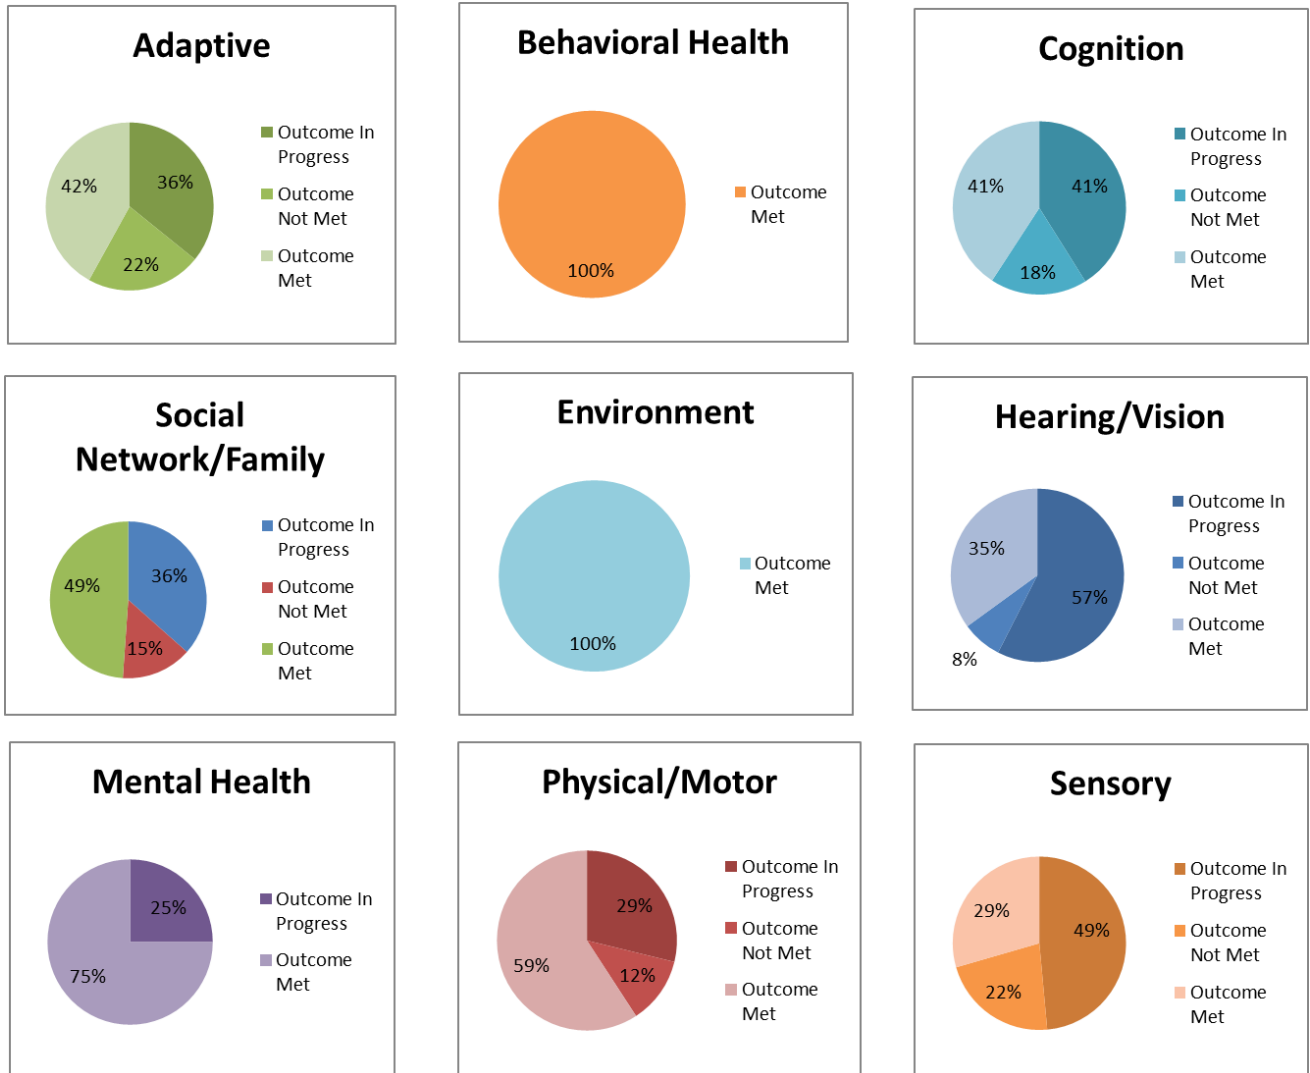 Adaptive
42%
36%
22%
Outcome In
Progress
Outcome
Not Met
Outcome
Met
Behavioral Health
100%
Outcome
Met
Cognition
41%
41%
18%
Outcome In
Progress
Outcome
Not Met
Outcome
Met
Social
Network/Family
49%
36%
15%
Outcome In
Progress
Outcome
Not Met
Outcome
Met
Environment
100%
Outcome
Met
Hearing/Vision
35%
57%
8%
Outcome In
Progress
Outcome
Not Met
Outcome
Met
Mental Health
25%
75%
Outcome In
Progress
Outcome
Met
Physical/Motor
29%
59%
12%
Outcome In
Progress
Outcome
Not Met
Outcome
Met
Sensory
29%
49%
22%
Outcome In
Progress
Outcome
Not Met
Outcome
Met